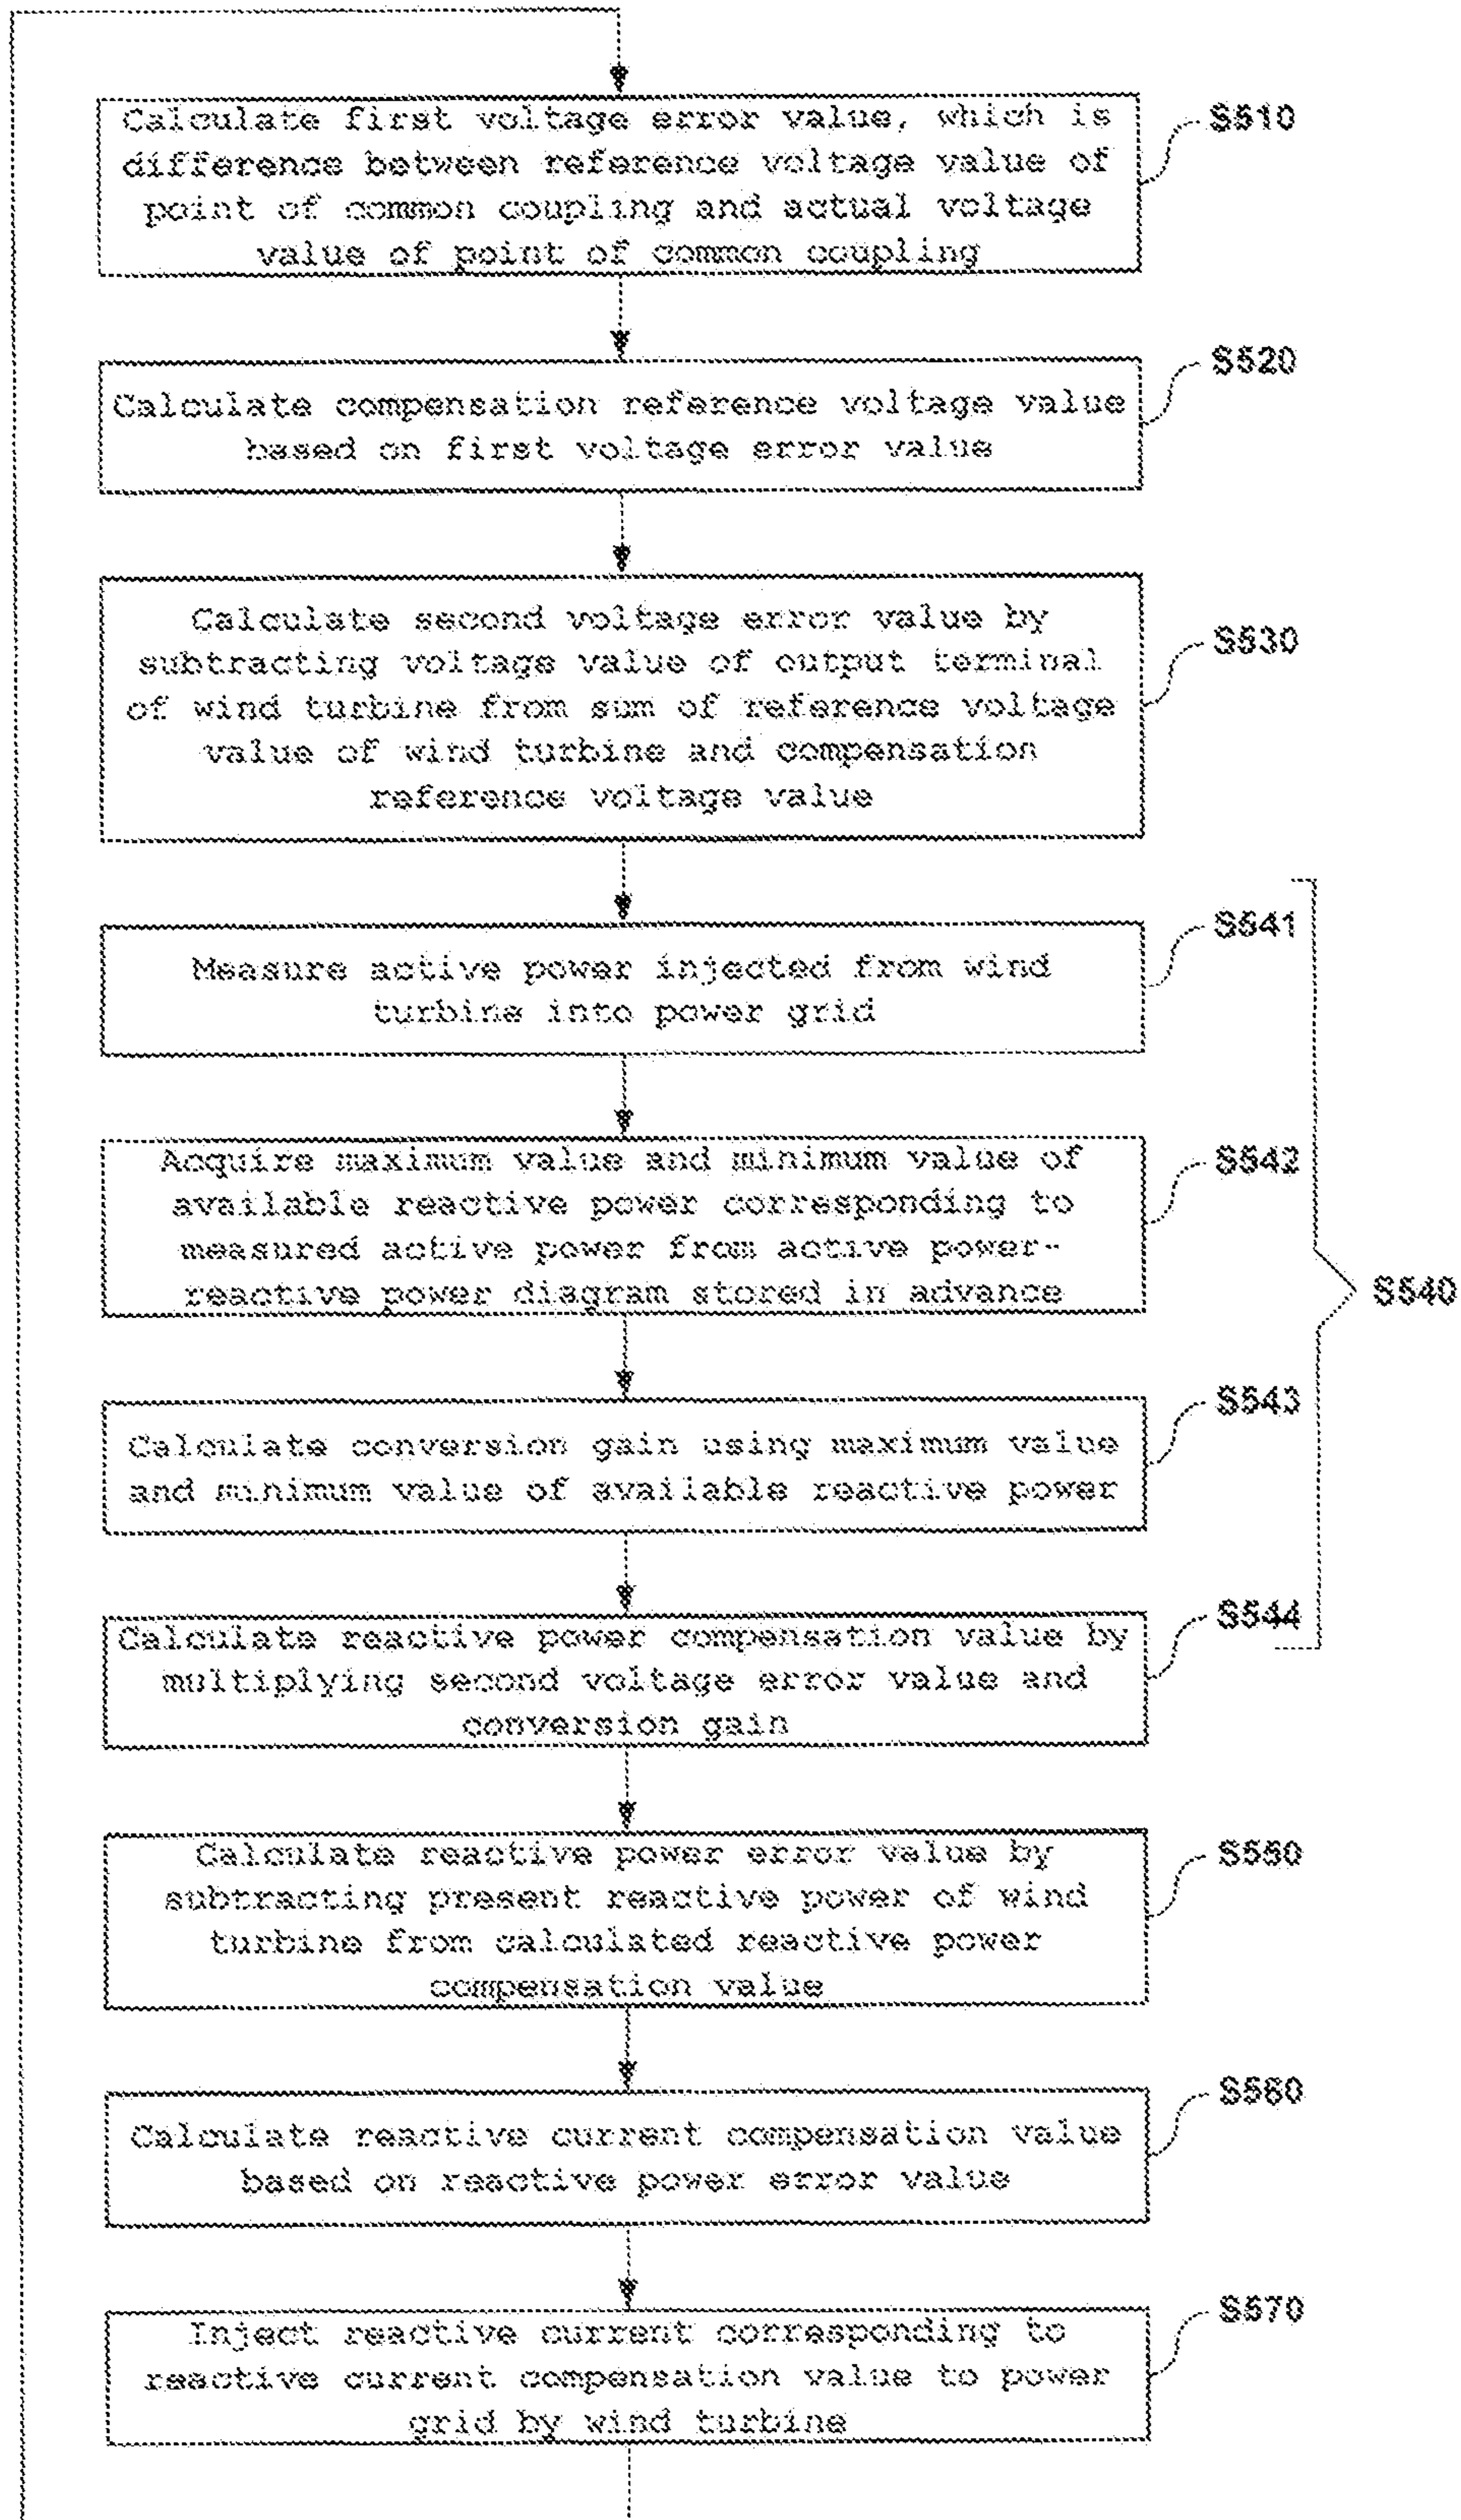 Calculate first voltage error value, which is
difference between reference voltage value of
point of common coupling and actual voltage
value of point of common coupling
S510
Calculate compensation reference voltage value
based on first voltage error value
S520
Calculate second voltage error value by
subtracting voltage value of output terminal
of wind turbine from sum of reference voltage
value of wind turbine and compensation
reference voltage value
S530
Measure active power injected from wind
turbine into power grid
S541
Acquire maximum value and minimum value of
available reactive power corresponding to
measured active power from active power-
reactive power diagram stored in advance
S542
S540
Calculate conversion gain using maximum value
and minimum value of available reactive power
S543
Calculate reactive power compensation value by
multiplying second voltage error value and
conversion gain
S544
Calculate reactive power error value by
subtracting present reactive power of wind
turbine from calculated reactive power
compensation value
S550
Calculate reactive current compensation value
based on reactive power error value
S560
Inject reactive current corresponding to
reactive current compensation value to power
grid by wind turbine
S570